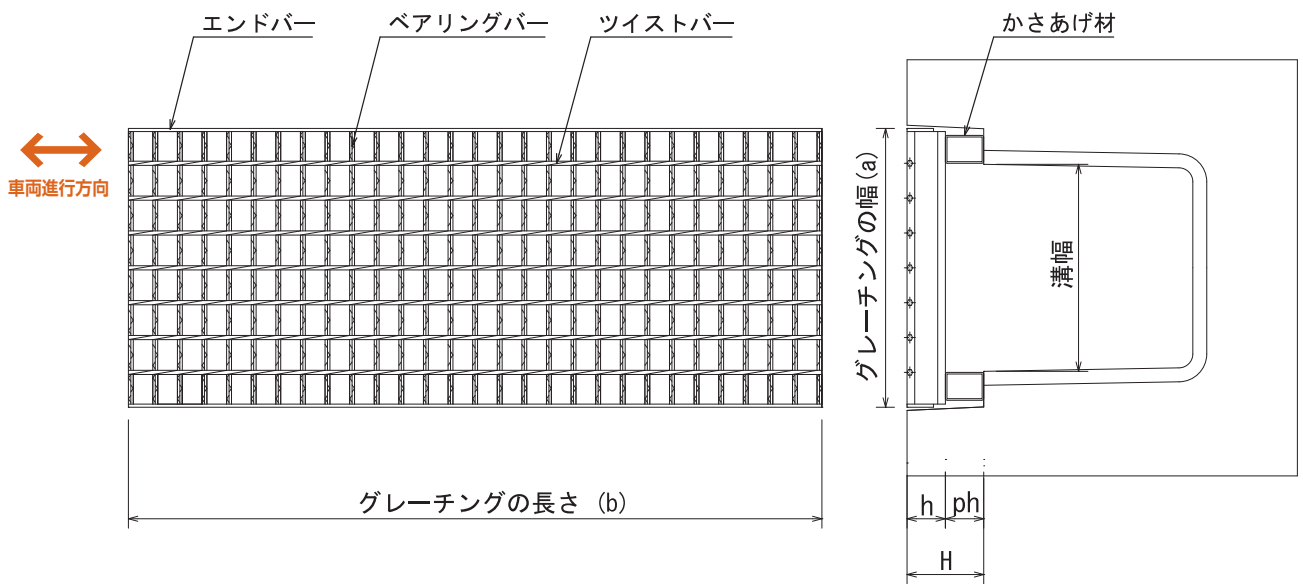 エンドバー
ベアリングバー
ツイストバー
かさあげ材
車両進行方向
グレーチングの幅(a)
溝幅
グレーチングの長さ (b)
h
ph
H